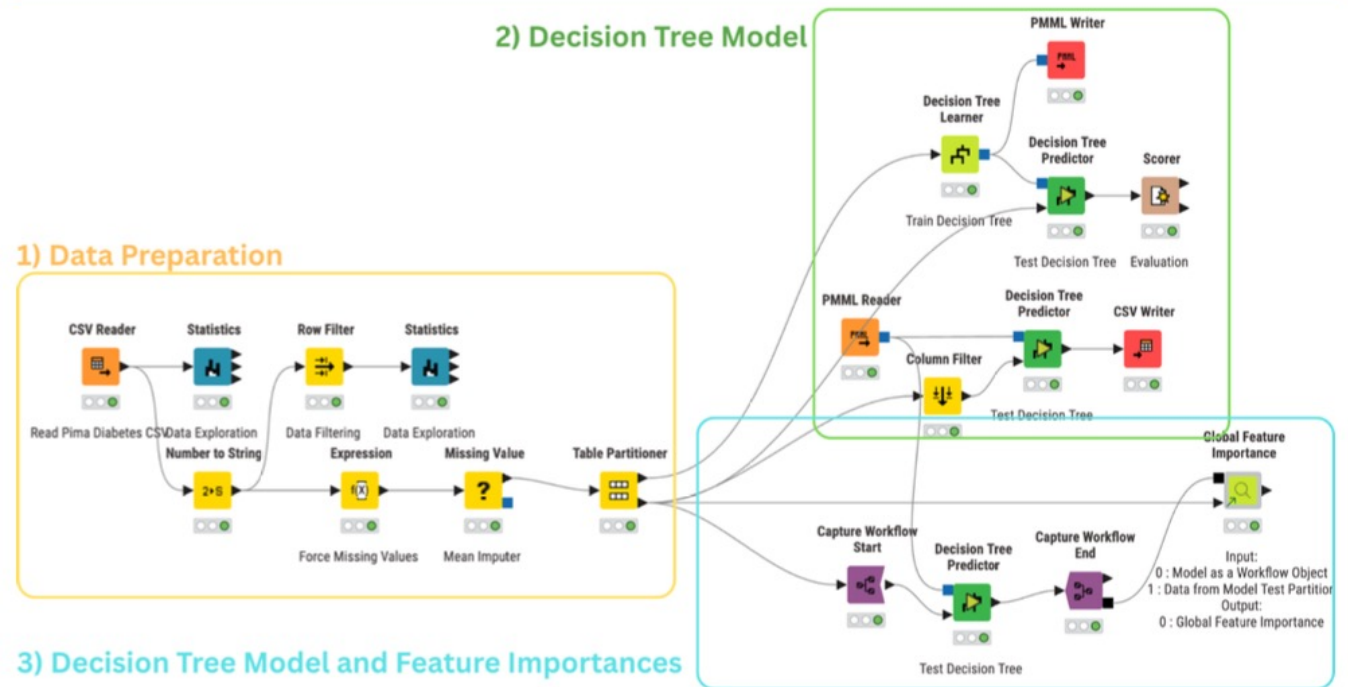 2) Decision Tree Model
PMML Writer
PMML
Decision Tree
Learner
Train Decision Tree
Decision Tree
Predictor
Test Decision Tree
Scorer
Evaluation
PMML Reader
PMML
Column Filter
Decision Tree
Predictor
Test Decision Tree
CSV Writer
1) Data Preparation
CSV Reader
Read Pima Diabetes CSV
Statistics
Data Exploration
Row Filter
Data Filtering
Statistics
Data Exploration
Number to String
2→S
Expression
f(x)
Force Missing Values
Missing Value
?
Mean Imputer
Table Partitioner
3) Decision Tree Model and Feature Importances
Capture Workflow
Start
Decision Tree
Predictor
Test Decision Tree
Capture Workflow
End
Global Feature
Importance
Input:
0 : Model as a Workflow Object
1 : Data from Model Test Partition
Output:
0 : Global Feature Importance